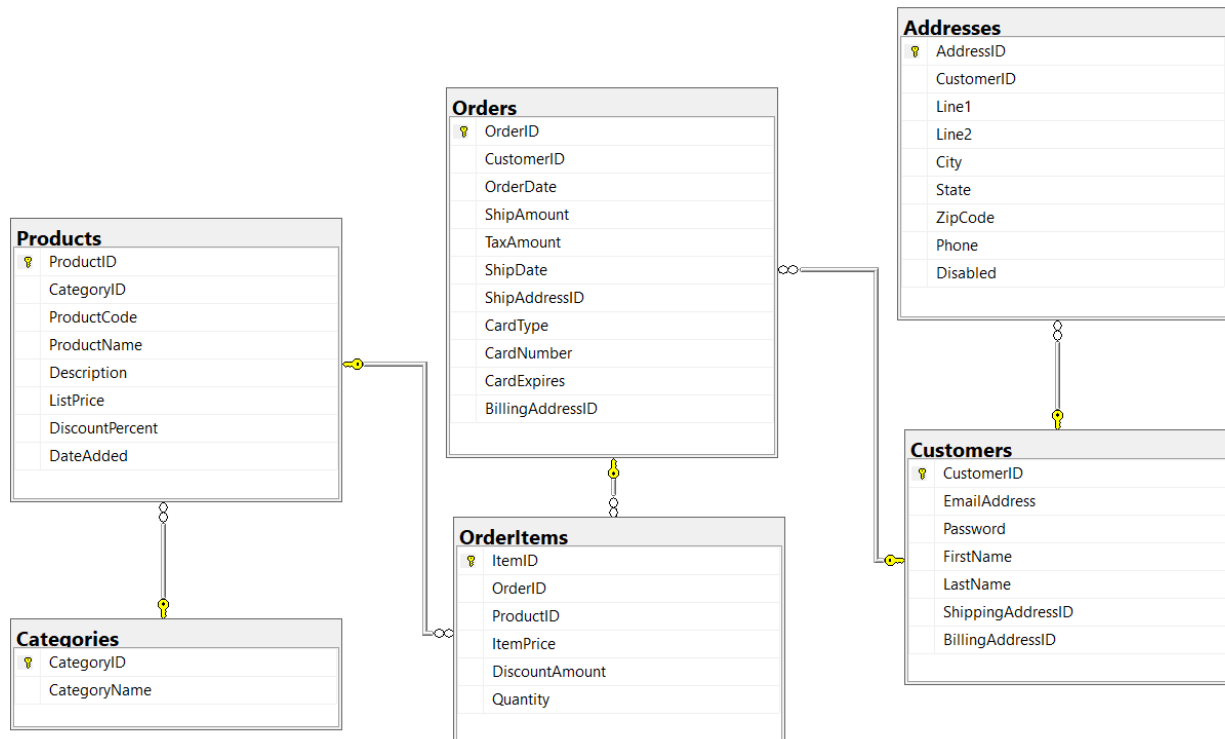 Addresses
AddressID
CustomerID
Line1
Line2
City
State
ZipCode
Phone
Disabled
Orders
OrderID
CustomerID
OrderDate
ShipAmount
TaxAmount
ShipDate
ShipAddressID
CardType
CardNumber
CardExpires
BillingAddressID
Products
ProductID
CategoryID
ProductCode
ProductName
Description
ListPrice
DiscountPercent
DateAdded
Customers
CustomerID
EmailAddress
Password
FirstName
LastName
ShippingAddressID
BillingAddressID
OrderItems
ItemID
OrderID
ProductID
ItemPrice
DiscountAmount
Quantity
Categories
CategoryID
CategoryName